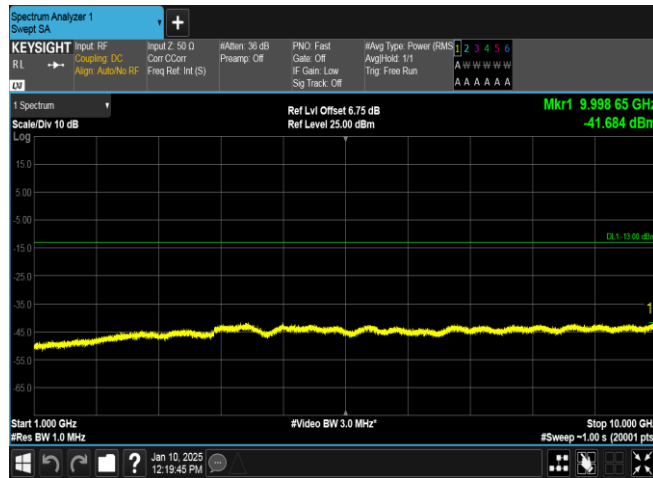 Spectrum Analyzer 1
Swept SA
KEYSIGHT
RL
LXI
Input: RF
Coupling: DC
Align: Auto/No RF
Input Z: 50 Ω
Corr CCorr
Freq Ref: Int (S)
#Atten: 36 dB
Preamp: Off
PNO: Fast
Gate: Off
IF Gain: Low
Sig Track: Off
#Avg Type: Power (RMS
Avg|Hold: 1/1
Trig: Free Run
1 2 3 4 5 6
A W W W W W
A A A A A A
1 Spectrum
Scale/Div 10 dB
Log
Ref Lvl Offset 6.75 dB
Ref Level 25.00 dBm
Mkr1 9.998 65 GHz
-41.684 dBm
15.0
5.00
-5.00
-15.0
-25.0
-35.0
-45.0
-55.0
-65.0
DL1 -13.00 dBm
1
Start 1.000 GHz
#Res BW 1.0 MHz
#Video BW 3.0 MHz*
Stop 10.000 GHz
#Sweep ~1.00 s (20001 pts
Jan 10, 2025
12:19:45 PM